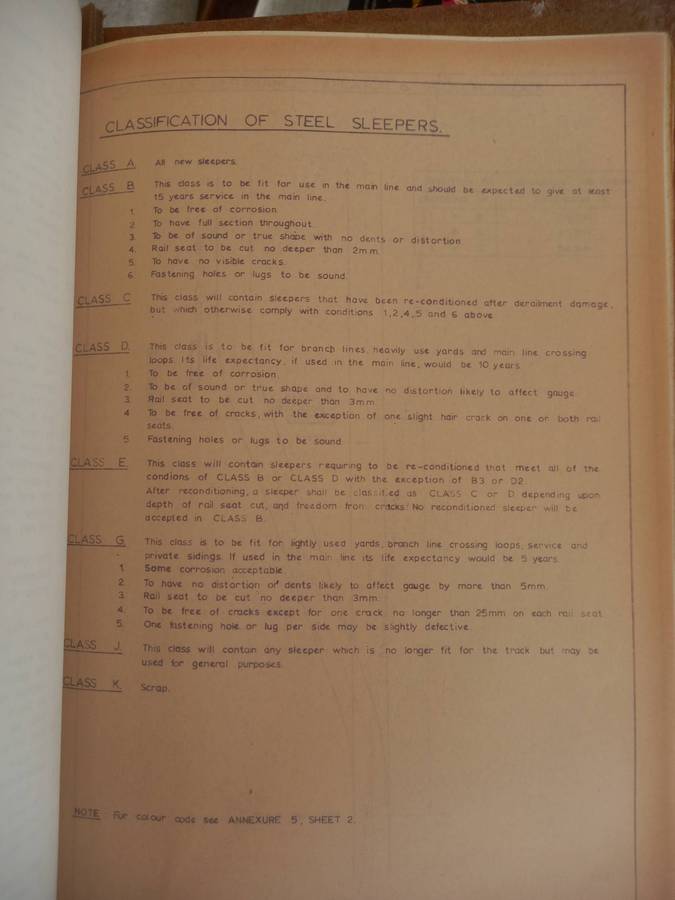 CLASSIFICATION OF STEEL SLEEPERS.
CLASS A. All new sleepers.
CLASS B. This class is to be fit for use in the main line and should be expected to give at least
15 years service in the main line.
1. To be free of corrosion.
2. To have full section throughout.
3. To be of sound or true shape with no dents or distortion.
4. Rail seat to be cut no deeper than 2mm.
5. To have no visible cracks.
6. Fastening holes or lugs to be sound.
CLASS C This class will contain sleepers that have been re-conditioned after derailment damage,
but which otherwise comply with conditions 1,2,4,5 and 6 above.
CLASS D. This class is to be fit for branch lines, heavily use yards and main line crossing
loops. Its life expectancy, if used in the main line, would be 10 years.
1. To be free of corrosion.
2. To be of sound or true shape and to have no distortion likely to affect gauge.
3. Rail seat to be cut no deeper than 3mm.
4. To be free of cracks, with the exception of one slight hair crack on one or both rail
seats.
5. Fastening holes or lugs to be sound.
CLASS E. This class will contain sleepers requiring to be re-conditioned that meet all of the
condions of CLASS B or CLASS D with the exception of B3 or D2.
After reconditioning, a sleeper shall be classified as CLASS C or D depending upon
depth of rail seat cut, and freedom from cracks. No reconditioned sleeper will be
accepted in CLASS B.
CLASS G. This class is to be fit for lightly used yards, branch line crossing loops, service and
private sidings. If used in the main line its life expectancy would be 5 years.
1. Some corrosion acceptable.
2. To have no distortion or dents likely to affect gauge by more than 5mm.
3. Rail seat to be cut no deeper than 3mm.
4. To be free of cracks except for one crack no longer than 25mm on each rail seat.
5. One fastening hole or lug per side may be slightly defective.
CLASS J. This class will contain any sleeper which is no longer fit for the track but may be
used for general purposes.
CLASS K. Scrap.
NOTE For colour code see ANNEXURE 5, SHEET 2.